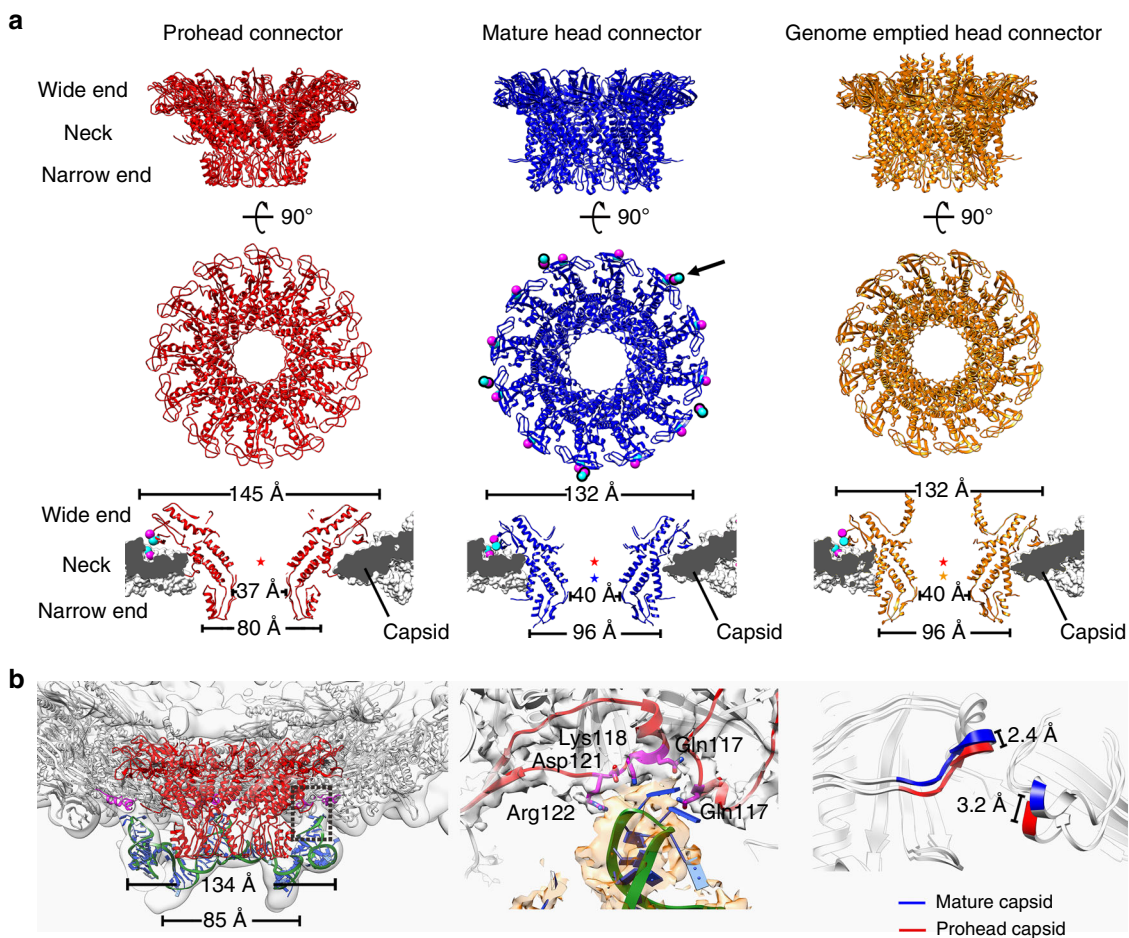 a
Prohead connector
Mature head connector
Genome emptied head connector
Wide end
Neck
Narrow end
90°
90°
90°
145 Å
132 Å
132 Å
Wide end
Neck
Narrow end
37 Å
40 Å
40 Å
80 Å
Capsid
96 Å
Capsid
96 Å
b
Lys118
Gln117
Asp121
Arg122
Gln117
2.4 Å
3.2 Å
134 Å
85 Å
Mature capsid
Prohead capsid